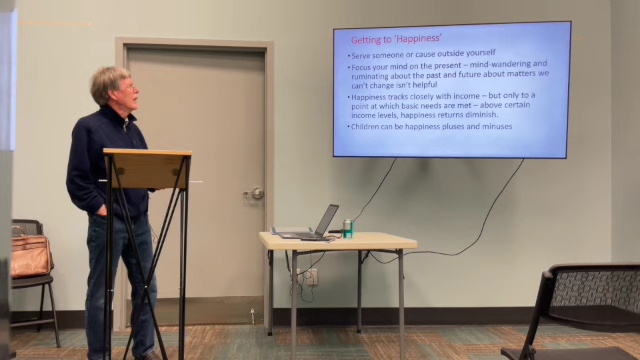 Getting to 'Happiness'
• Serve someone or cause outside yourself
• Focus your mind on the present – mind-wandering and
ruminating about the past and future about matters we
can't change isn't helpful
• Happiness tracks closely with income – but only to a
point at which basic needs are met – above certain
income levels, happiness returns diminish.
• Children can be happiness pluses and minuses